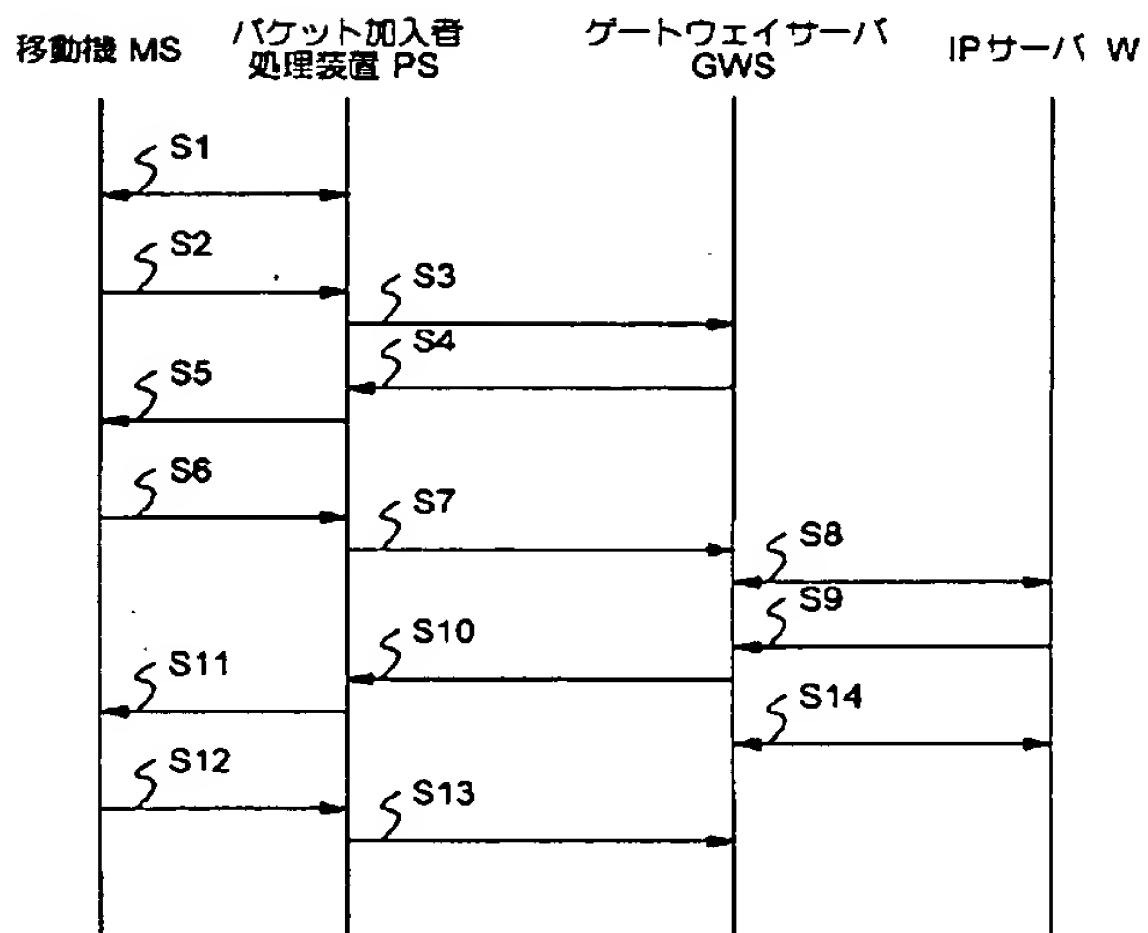 移動機 MS
パケット加入者
処理装置 PS
ゲートウェイサーバ
GWS
IPサーバ W
S1
S2
S3
S4
S5
S6
S7
S8
S9
S10
S11
S14
S12
S13